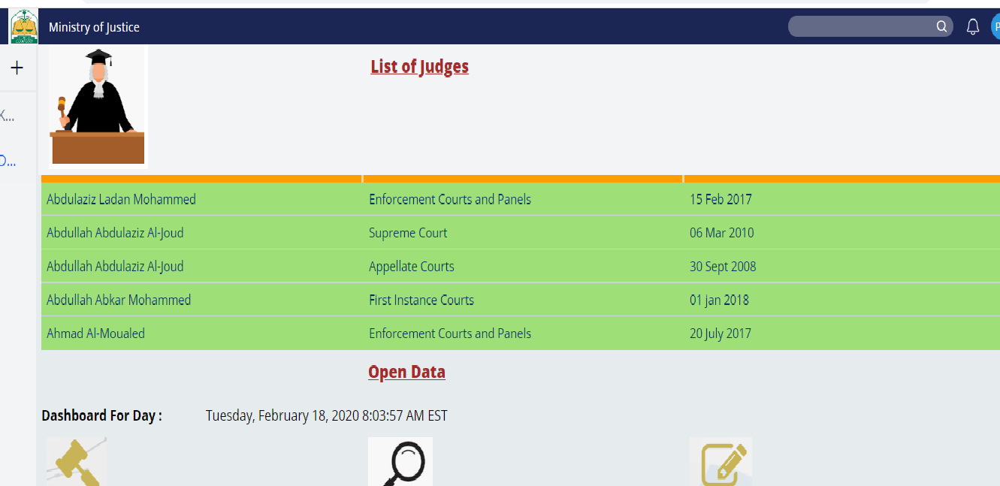 Ministry of Justice
P
List of Judges
K...
D...
Abdulaziz Ladan Mohammed Enforcement Courts and Panels 15 Feb 2017
Abdullah Abdulaziz Al-Joud Supreme Court 06 Mar 2010
Abdullah Abdulaziz Al-Joud Appellate Courts 30 Sept 2008
Abdullah Abkar Mohammed First Instance Courts 01 jan 2018
Ahmad Al-Moualed Enforcement Courts and Panels 20 July 2017
Open Data
Dashboard For Day : Tuesday, February 18, 2020 8:03:57 AM EST